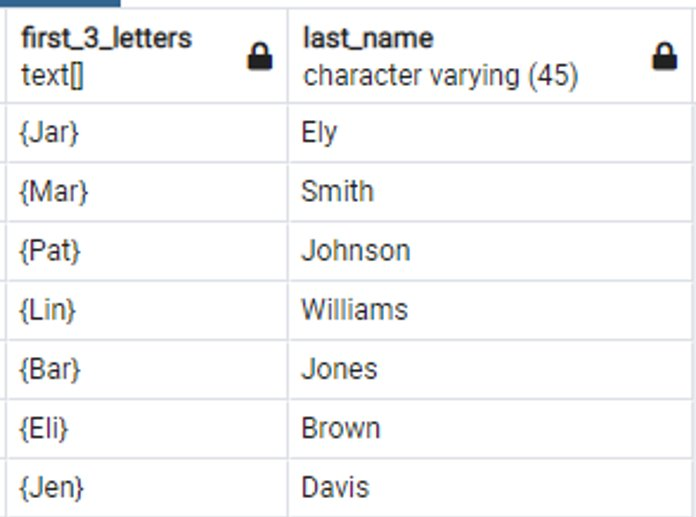 first_3_letters last_name
text[] character varying (45)
{Jar} Ely
{Mar} Smith
{Pat} Johnson
{Lin} Williams
{Bar} Jones
{Eli} Brown
{Jen} Davis